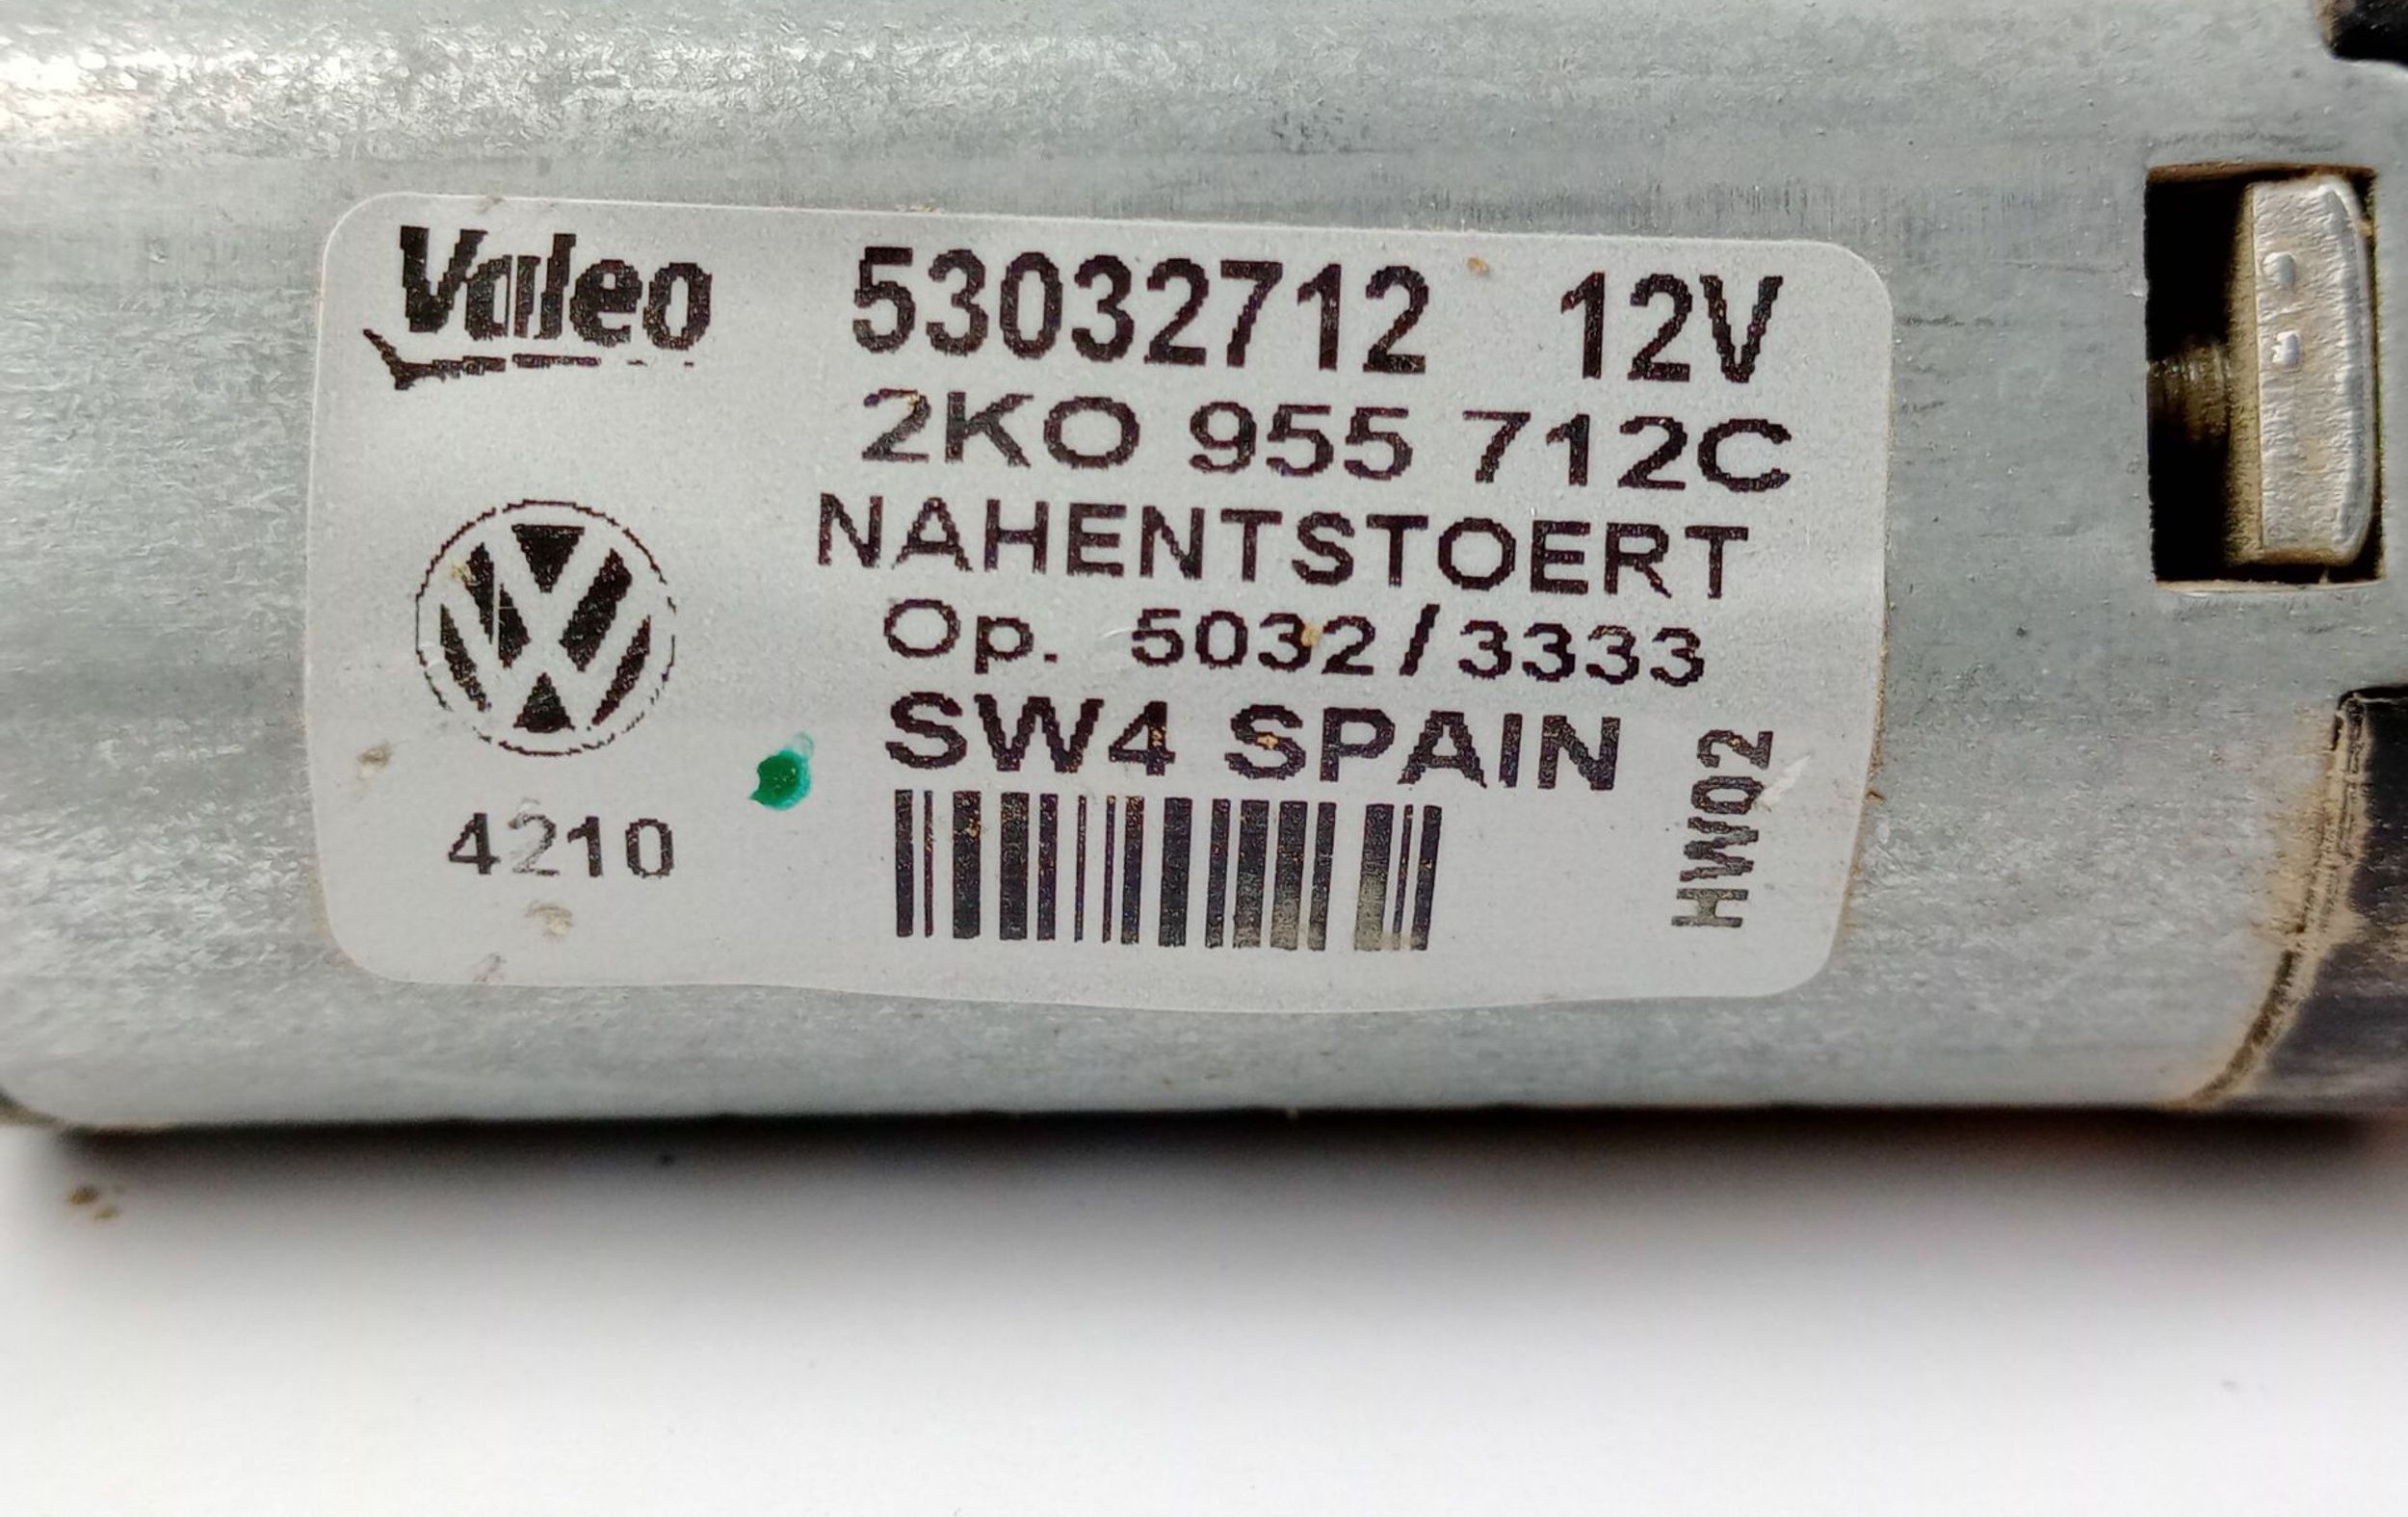 Valeo 53032712 12V
2KO 955 712C
NAHENTSTOERT
Op. 5032/3333
SW4 SPAIN
HW02
4210